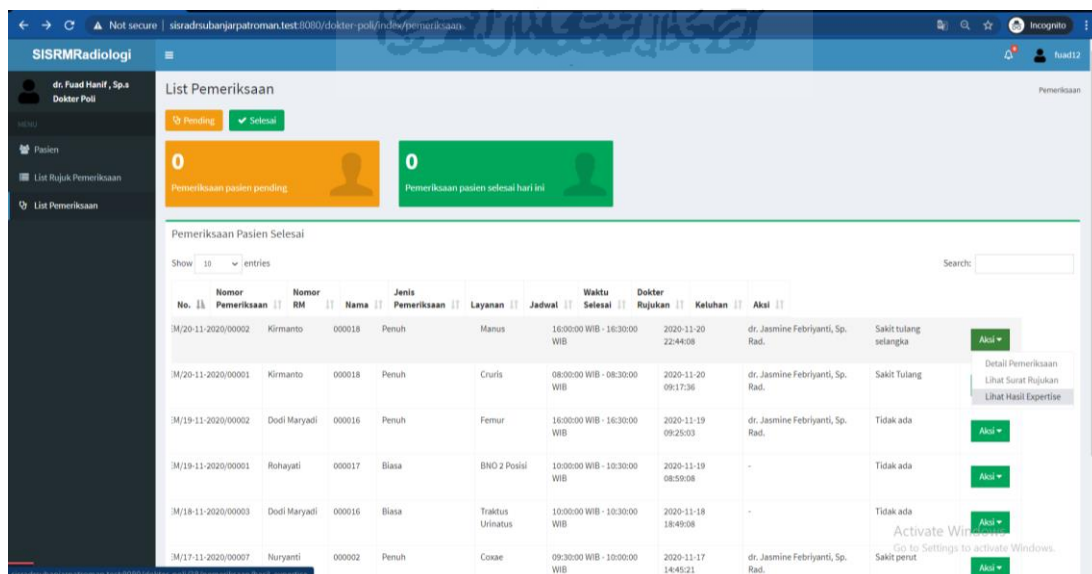 Not secure | sisradrsubanjarpatroman.test:8080/dokter-poli/index/pemeriksaan
Incognito
SISRMRadiologi
fuad12
dr. Fuad Hanif , Sp.s
Dokter Poli
MENU
Pasien
List Rujuk Pemeriksaan
List Pemeriksaan
List Pemeriksaan
Pemeriksaan
Pending
Selesai
0
Pemeriksaan pasien pending
0
Pemeriksaan pasien selesai hari ini
Pemeriksaan Pasien Selesai
Show 10 entries
Search:
No. Nomor Pemeriksaan Nomor RM Nama Jenis Pemeriksaan Layanan Jadwal Waktu Selesai Dokter Rujukan Keluhan Aksi
M/20-11-2020/00002 Kirmanto 000018 Penuh Manus 16:00:00 WIB - 16:30:00 WIB 2020-11-20 22:44:08 dr. Jasmine Febriyanti, Sp. Rad. Sakit tulang selangka Aksi
Detail Pemeriksaan
Lihat Surat Rujukan
Lihat Hasil Expertise
M/20-11-2020/00001 Kirmanto 000018 Penuh Cruris 08:00:00 WIB - 08:30:00 WIB 2020-11-20 09:17:36 dr. Jasmine Febriyanti, Sp. Rad. Sakit Tulang
M/19-11-2020/00002 Dodi Maryadi 000016 Penuh Femur 16:00:00 WIB - 16:30:00 WIB 2020-11-19 09:25:03 dr. Jasmine Febriyanti, Sp. Rad. Tidak ada Aksi
M/19-11-2020/00001 Rohayati 000017 Biasa BNO 2 Posisi 10:00:00 WIB - 10:30:00 WIB 2020-11-19 08:59:08 - Tidak ada Aksi
M/18-11-2020/00003 Dodi Maryadi 000016 Biasa Traktus Urinatus 10:00:00 WIB - 10:30:00 WIB 2020-11-18 18:49:08 - Tidak ada Aksi
M/17-11-2020/00007 Nuryanti 000002 Penuh Coxae 09:30:00 WIB - 10:00:00 WIB 2020-11-17 14:45:21 dr. Jasmine Febriyanti, Sp. Rad. Sakit perut Aksi
Activate Windows
Go to Settings to activate Windows.